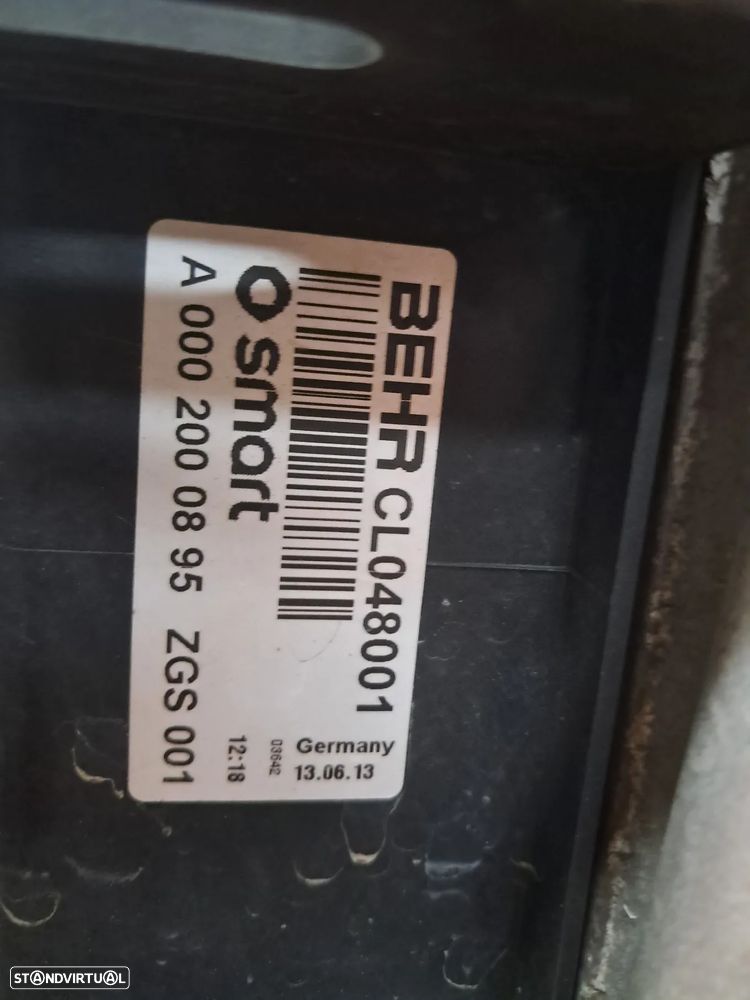 BEHR CL048001
smart
A 000 200 08 95 ZGS 001
Germany
13.06.13
03642
12:18
STANDVIRTUAL